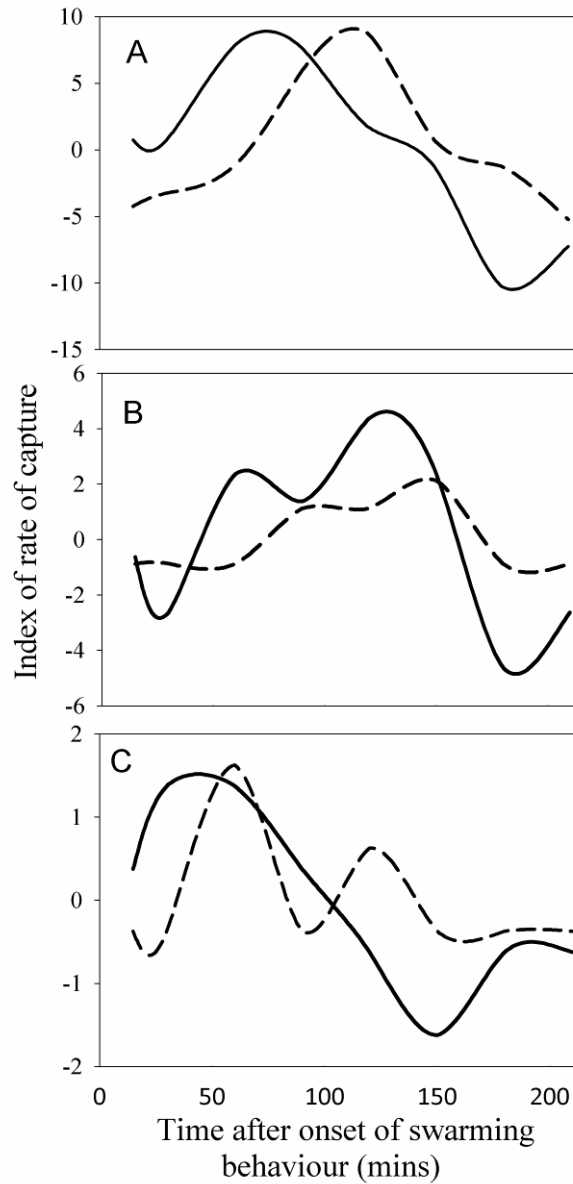 10
A
5
0
-5
-10
-15
6
B
4
2
0
-2
-4
-6
2
C
1
0
-1
-2
0 50 100 150 200
Index of rate of capture
Time after onset of swarming
behaviour (mins)